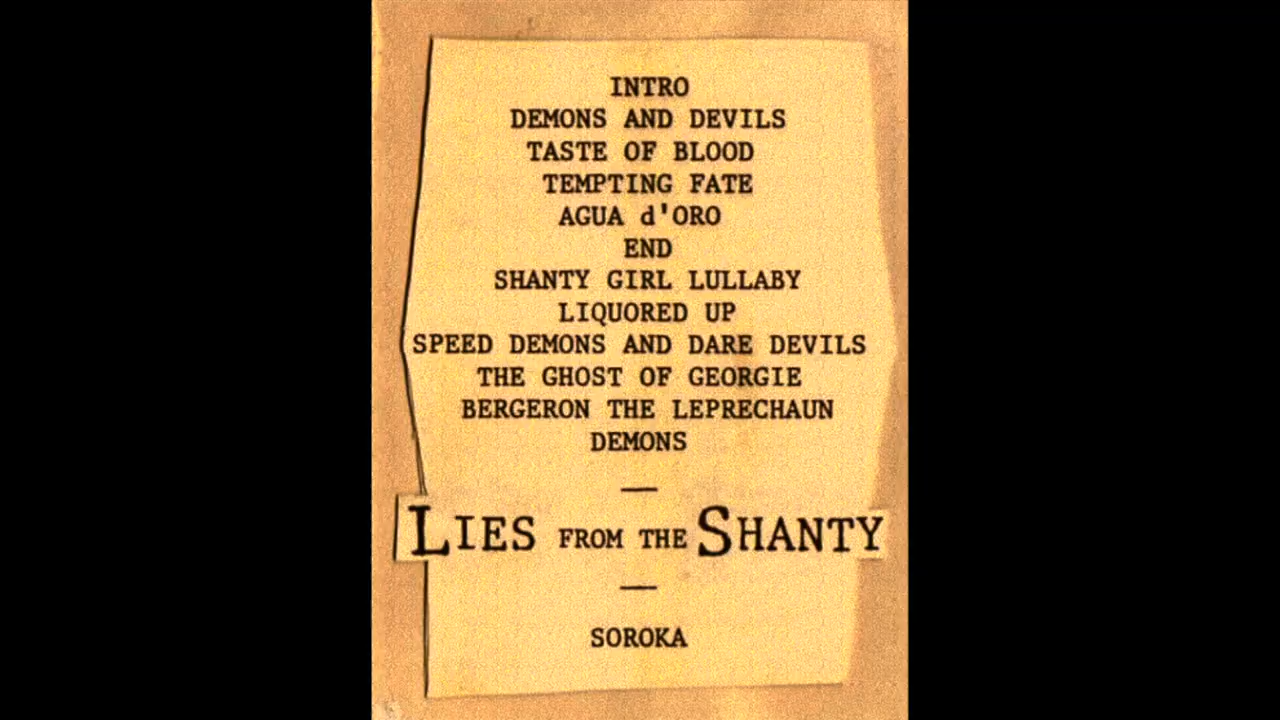 INTRO
DEMONS AND DEVILS
TASTE OF BLOOD
TEMPTING FATE
AGUA d'ORO
END
SHANTY GIRL LULLABY
LIQUORED UP
SPEED DEMONS AND DARE DEVILS
THE GHOST OF GEORGIE
BERGERON THE LEPRECHAUN
DEMONS
—
LIES FROM THE SHANTY
—
SOROKA